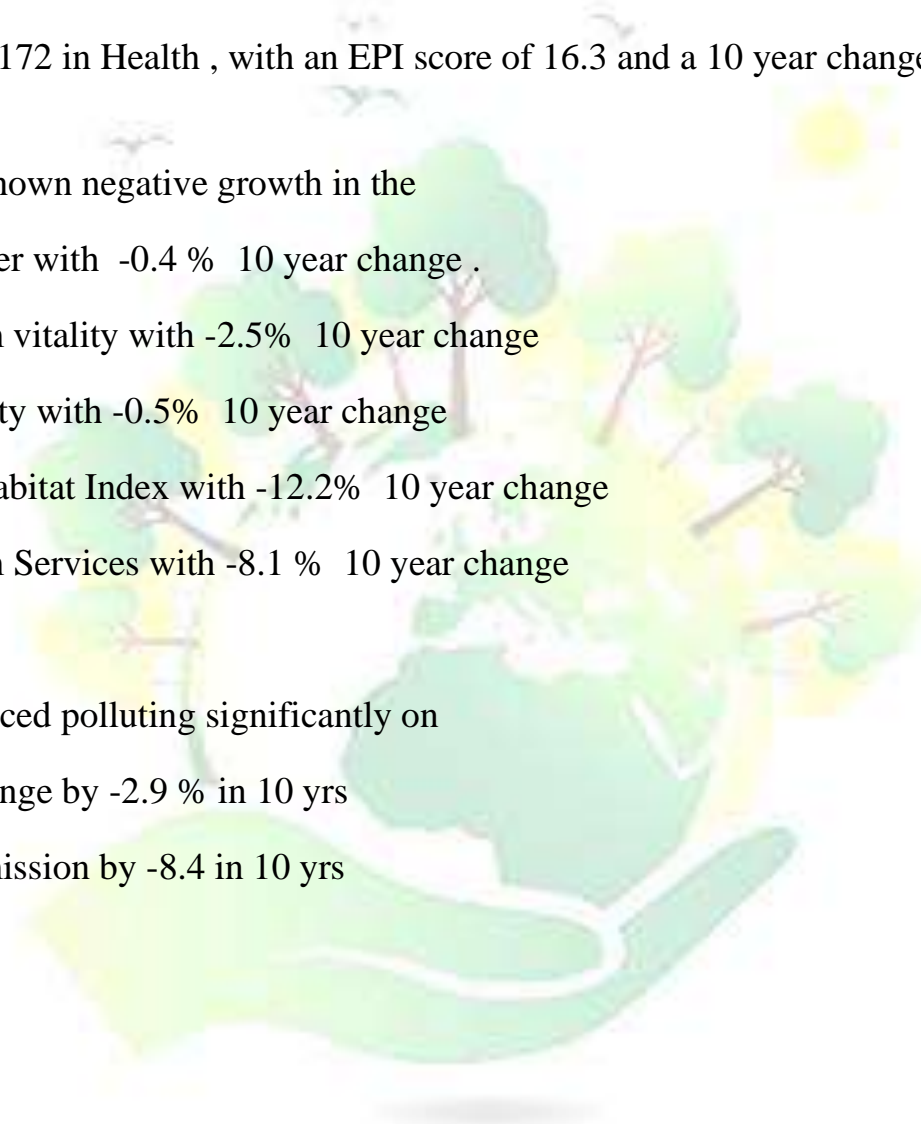 172 in Health , with an EPI score of 16.3 and a 10 year change
nown negative growth in the
er with -0.4 % 10 year change .
vitality with -2.5% 10 year change
ty with -0.5% 10 year change
abitat Index with -12.2% 10 year change
Services with -8.1 % 10 year change
ced polluting significantly on
nge by -2.9 % in 10 yrs
ission by -8.4 in 10 yrs